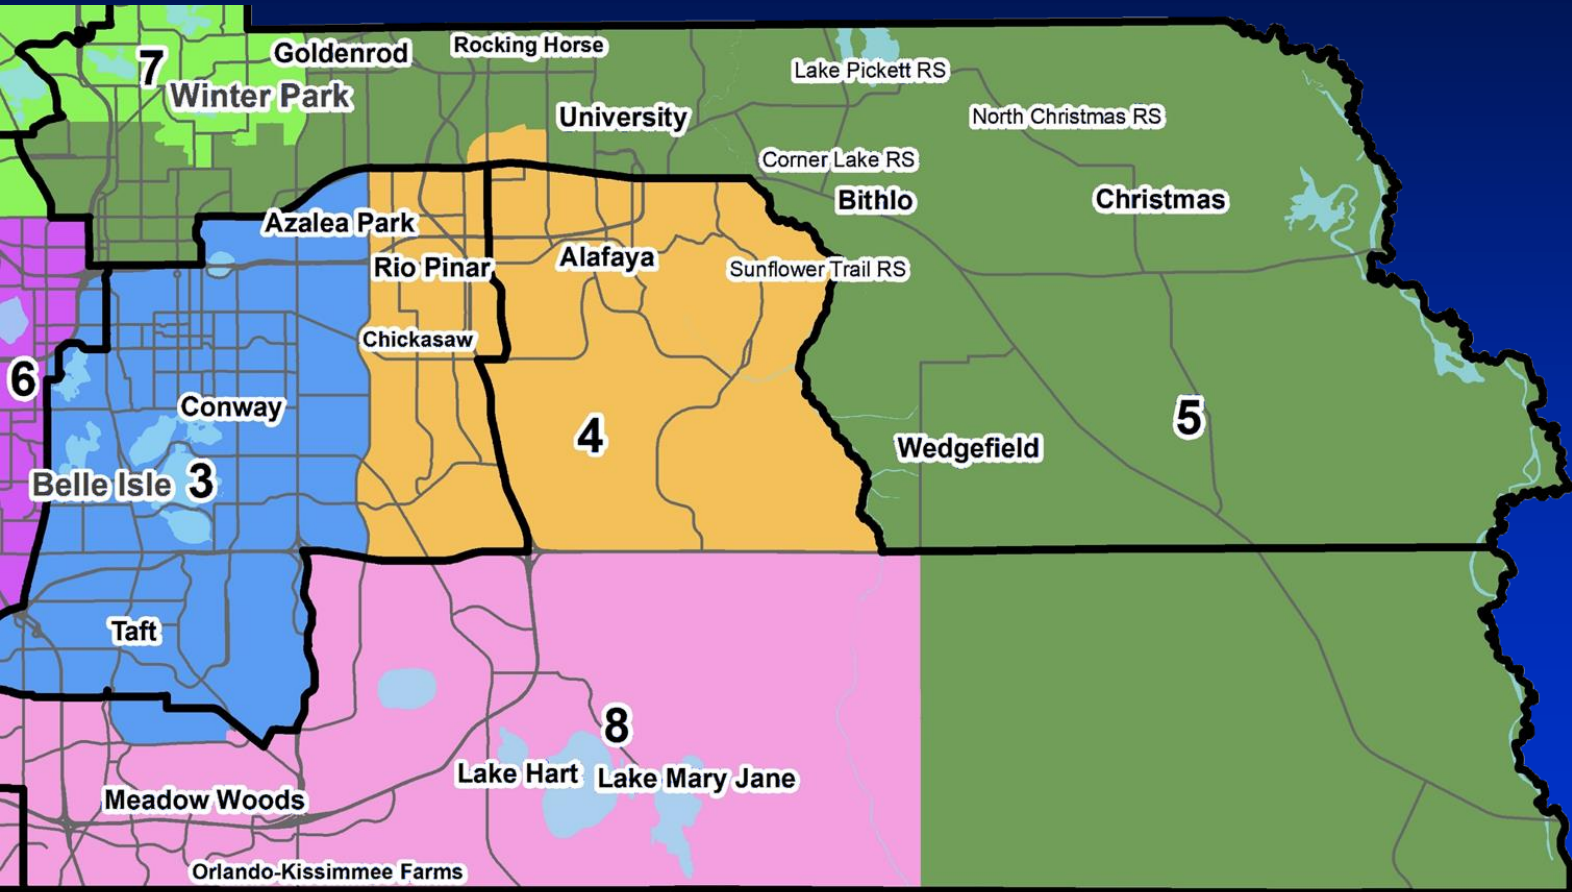 Goldenrod
Rocking Horse
7
Winter Park
Lake Pickett RS
University
North Christmas RS
Corner Lake RS
Bithlo
Christmas
Azalea Park
Rio Pinar
Alafaya
Sunflower Trail RS
Chickasaw
6
Conway
4
5
Wedgefield
Belle Isle
3
Taft
8
Lake Hart
Lake Mary Jane
Meadow Woods
Orlando-Kissimmee Farms